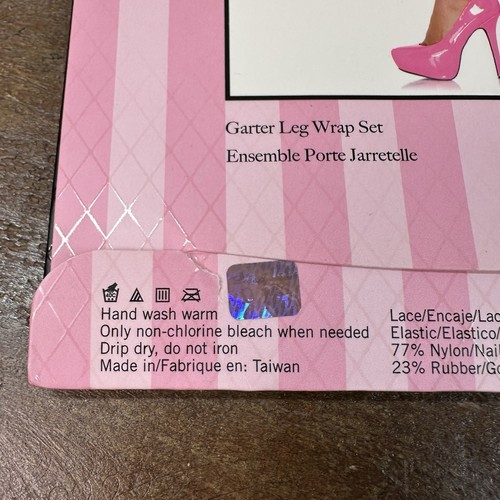 Garter Leg Wrap Set
Ensemble Porte Jarretelle
Hand wash warm
Only non-chlorine bleach when needed
Drip dry, do not iron
Made in/Fabrique en: Taiwan
Lace/Encaje/Lac
Elastic/Elastico/
77% Nylon/Nail
23% Rubber/Go